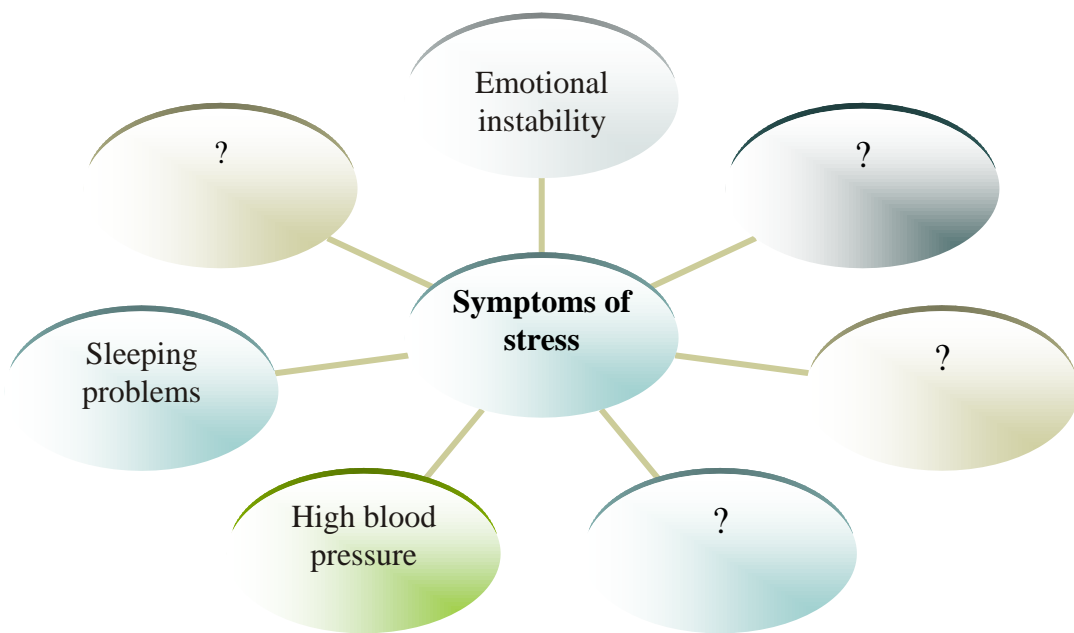 Emotional
instability
?
?
Symptoms of
stress
Sleeping
problems
?
High blood
pressure
?